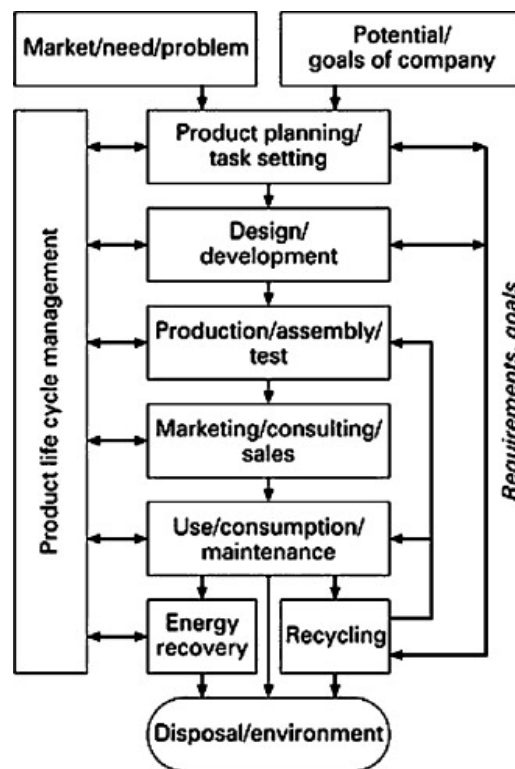 Market/need/problem
Potential/
goals of company
Product planning/
task setting
Design/
development
Production/assembly/
test
Marketing/consulting/
sales
Use/consumption/
maintenance
Energy
recovery
Recycling
Disposal/environment
Product life cycle management
Requirements, goals